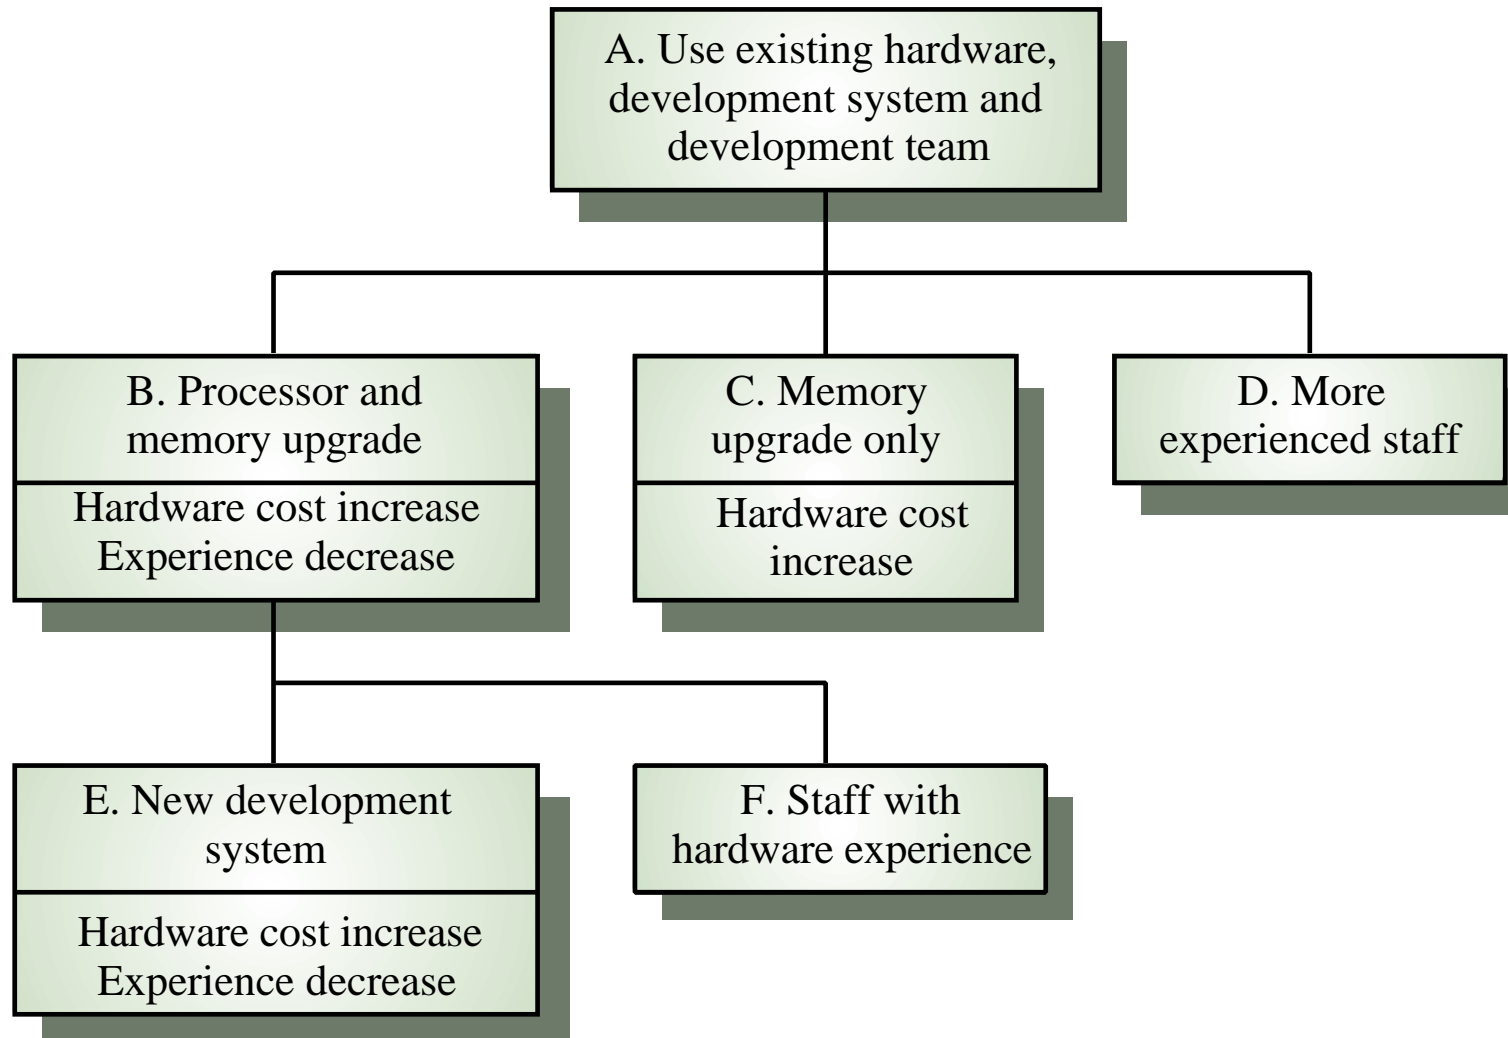 A. Use existing hardware,
development system and
development team
B. Processor and
memory upgrade
Hardware cost increase
Experience decrease
C. Memory
upgrade only
Hardware cost
increase
D. More
experienced staff
E. New development
system
Hardware cost increase
Experience decrease
F. Staff with
hardware experience